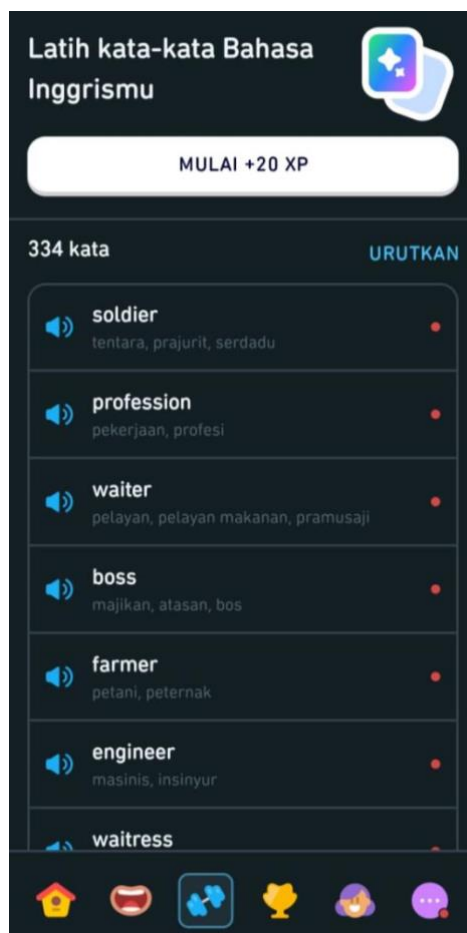 Latih kata-kata Bahasa
Inggrismu
MULAI +20 XP
334 kata
URUTKAN
soldier
tentara, prajurit, serdadu
profession
pekerjaan, profesi
waiter
pelayan, pelayan makanan, pramusaji
boss
majikan, atasan, bos
farmer
petani, peternak
engineer
masinis, insinyur
waitress